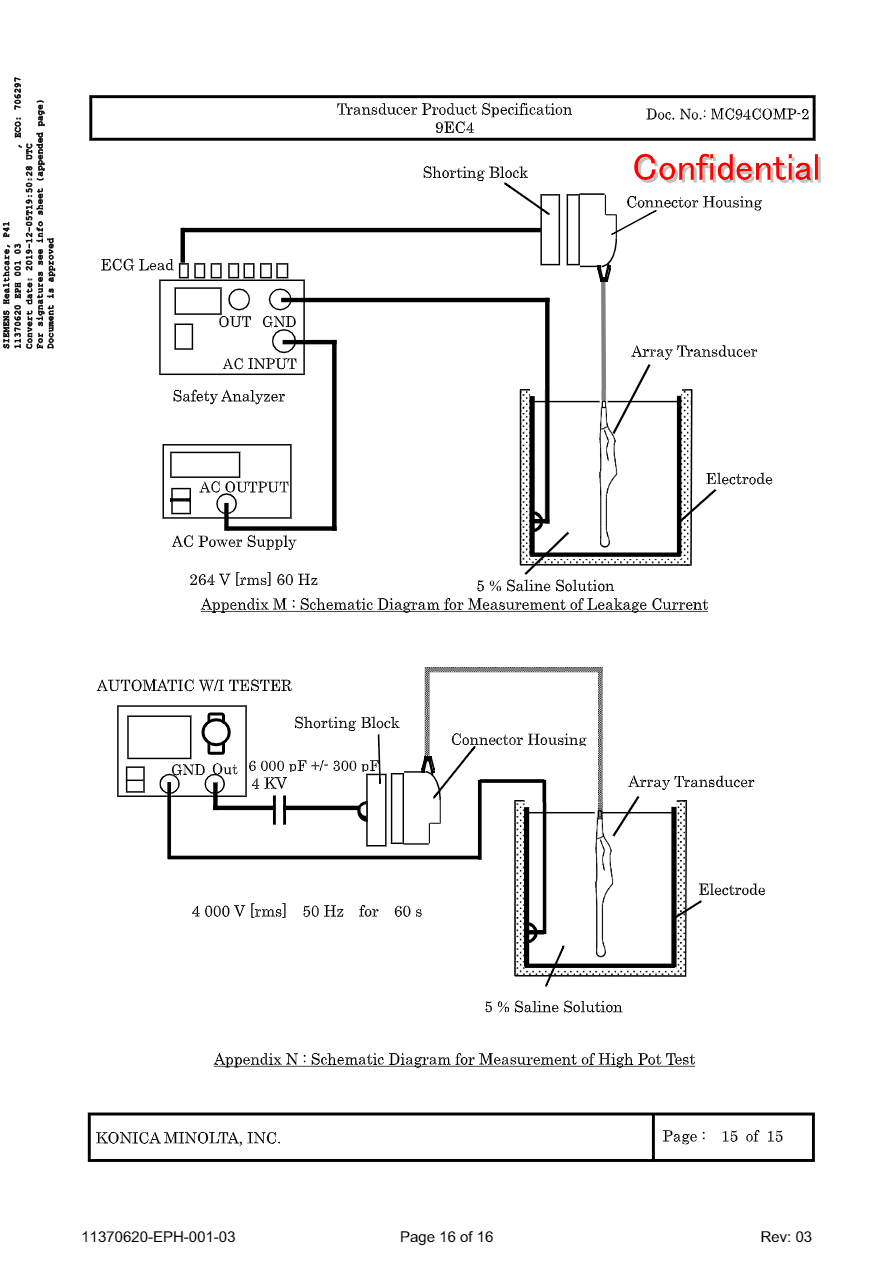 SIEMENS Healthcare, P41
11370620 EPH 001 03 , ECO: 706297
Convert date: 2019-12-05T19:50:28 UTC
For signatures see info sheet (appended page)
Document is approved
Transducer Product Specification
9EC4
Doc. No.: MC94COMP-2
Confidential
Shorting Block
Connector Housing
ECG Lead
OUT GND
AC INPUT
Array Transducer
Safety Analyzer
Electrode
AC OUTPUT
AC Power Supply
264 V [rms] 60 Hz
5 % Saline Solution
Appendix M : Schematic Diagram for Measurement of Leakage Current
AUTOMATIC W/I TESTER
Shorting Block
Connector Housing
GND Out
6 000 pF +/- 300 pF
4 KV
Array Transducer
Electrode
4 000 V [rms] 50 Hz for 60 s
5 % Saline Solution
Appendix N : Schematic Diagram for Measurement of High Pot Test
KONICA MINOLTA, INC.
Page : 15 of 15
11370620-EPH-001-03
Page 16 of 16
Rev: 03